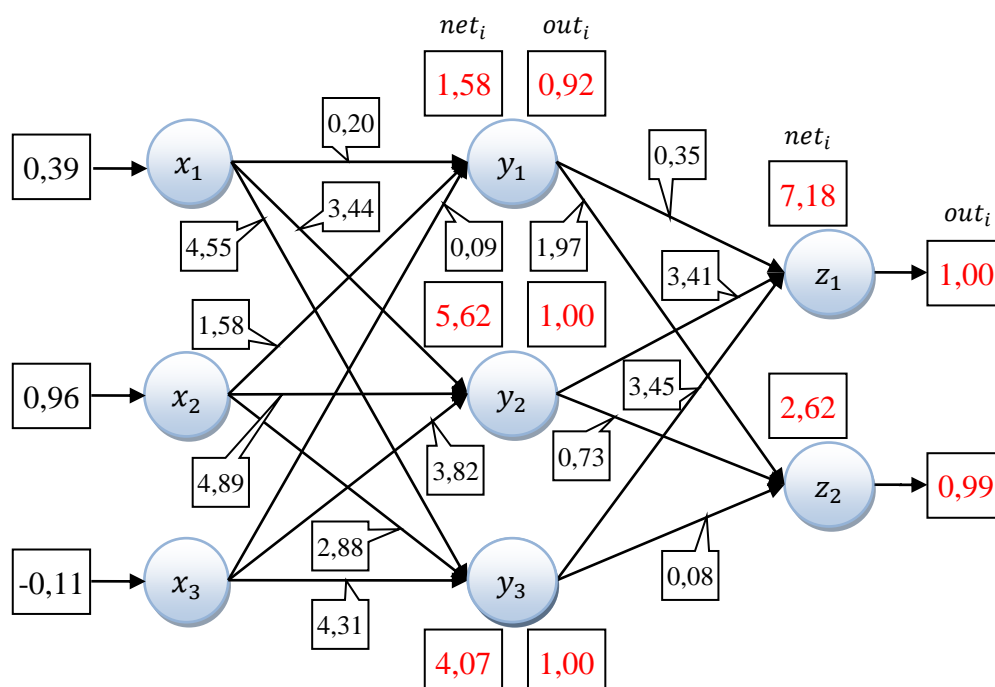 net_i out_i
1,58 0,92
0,20
0,39 x_1 y_1 0,35 net_i
3,44 7,18
4,55 0,09 1,97 out_i
3,41 z_1 1,00
5,62 1,00
1,58
3,45
0,96 x_2 y_2 2,62
0,73
4,89 3,82
z_2 0,99
2,88
-0,11 x_3 y_3 0,08
4,31
4,07 1,00